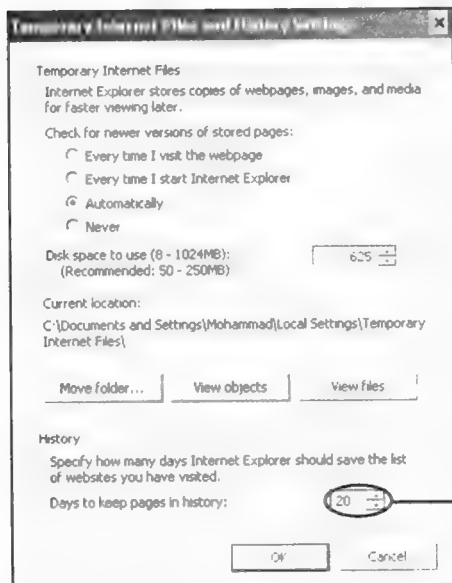 Temporary Internet Files and History Settings
Temporary Internet Files
Internet Explorer stores copies of webpages, images, and media
for faster viewing later.
Check for newer versions of stored pages:
Every time I visit the webpage
Every time I start Internet Explorer
Automatically
Never
Disk space to use (8 - 1024MB):
625
(Recommended: 50 - 250MB)
Current location:
C:\Documents and Settings\Mohammad\Local Settings\Temporary
Internet Files\
Move folder... View objects View files
History
Specify how many days Internet Explorer should save the list
of websites you have visited.
Days to keep pages in history: 20
OK Cancel